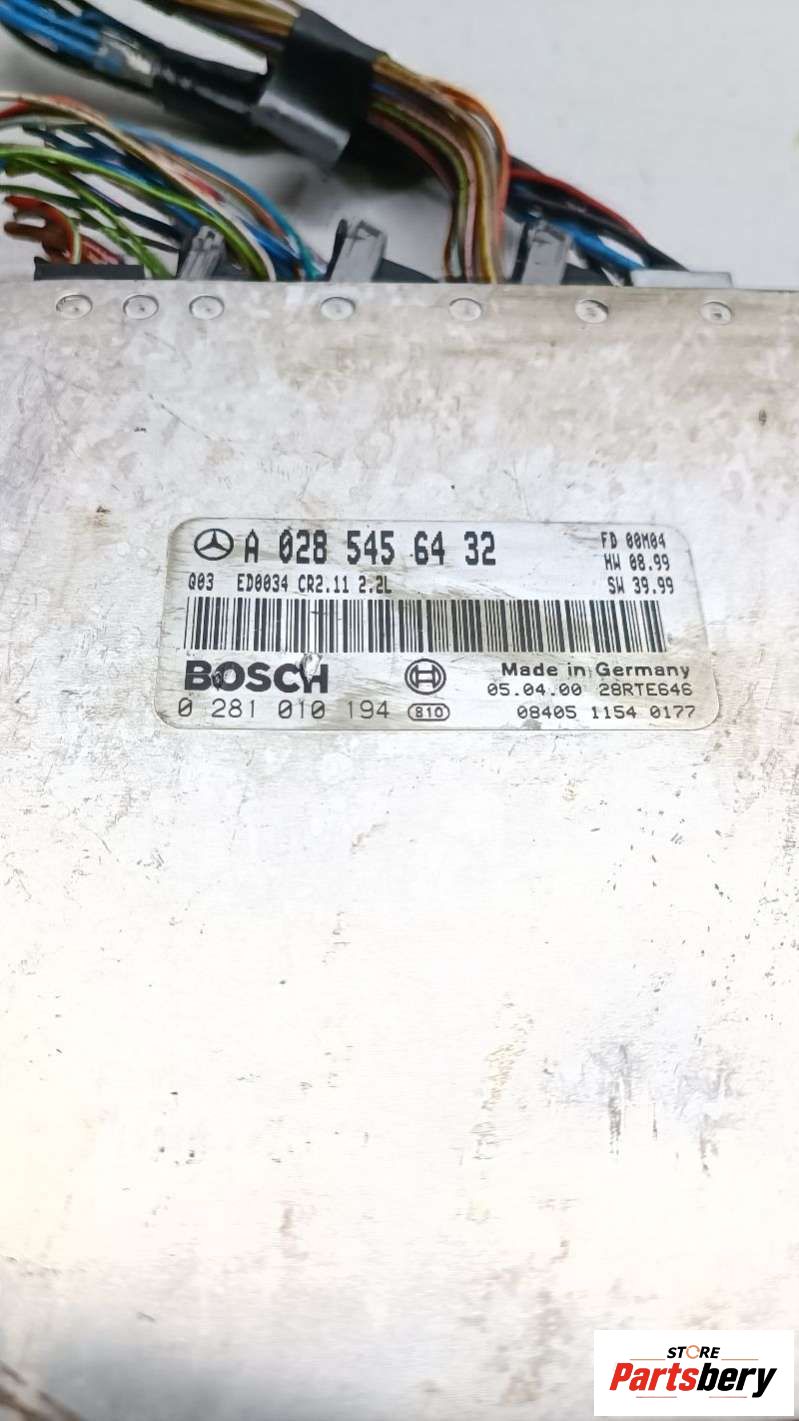 A 028 545 64 32
FD 00M04
HW 08.99
Q03 ED0034 CR2.11 2.2L
SW 39.99
BOSCH
Made in Germany
05.04.00 28RTE646
0 281 010 194 810
08405 1154 0177
STORE
Partsbery